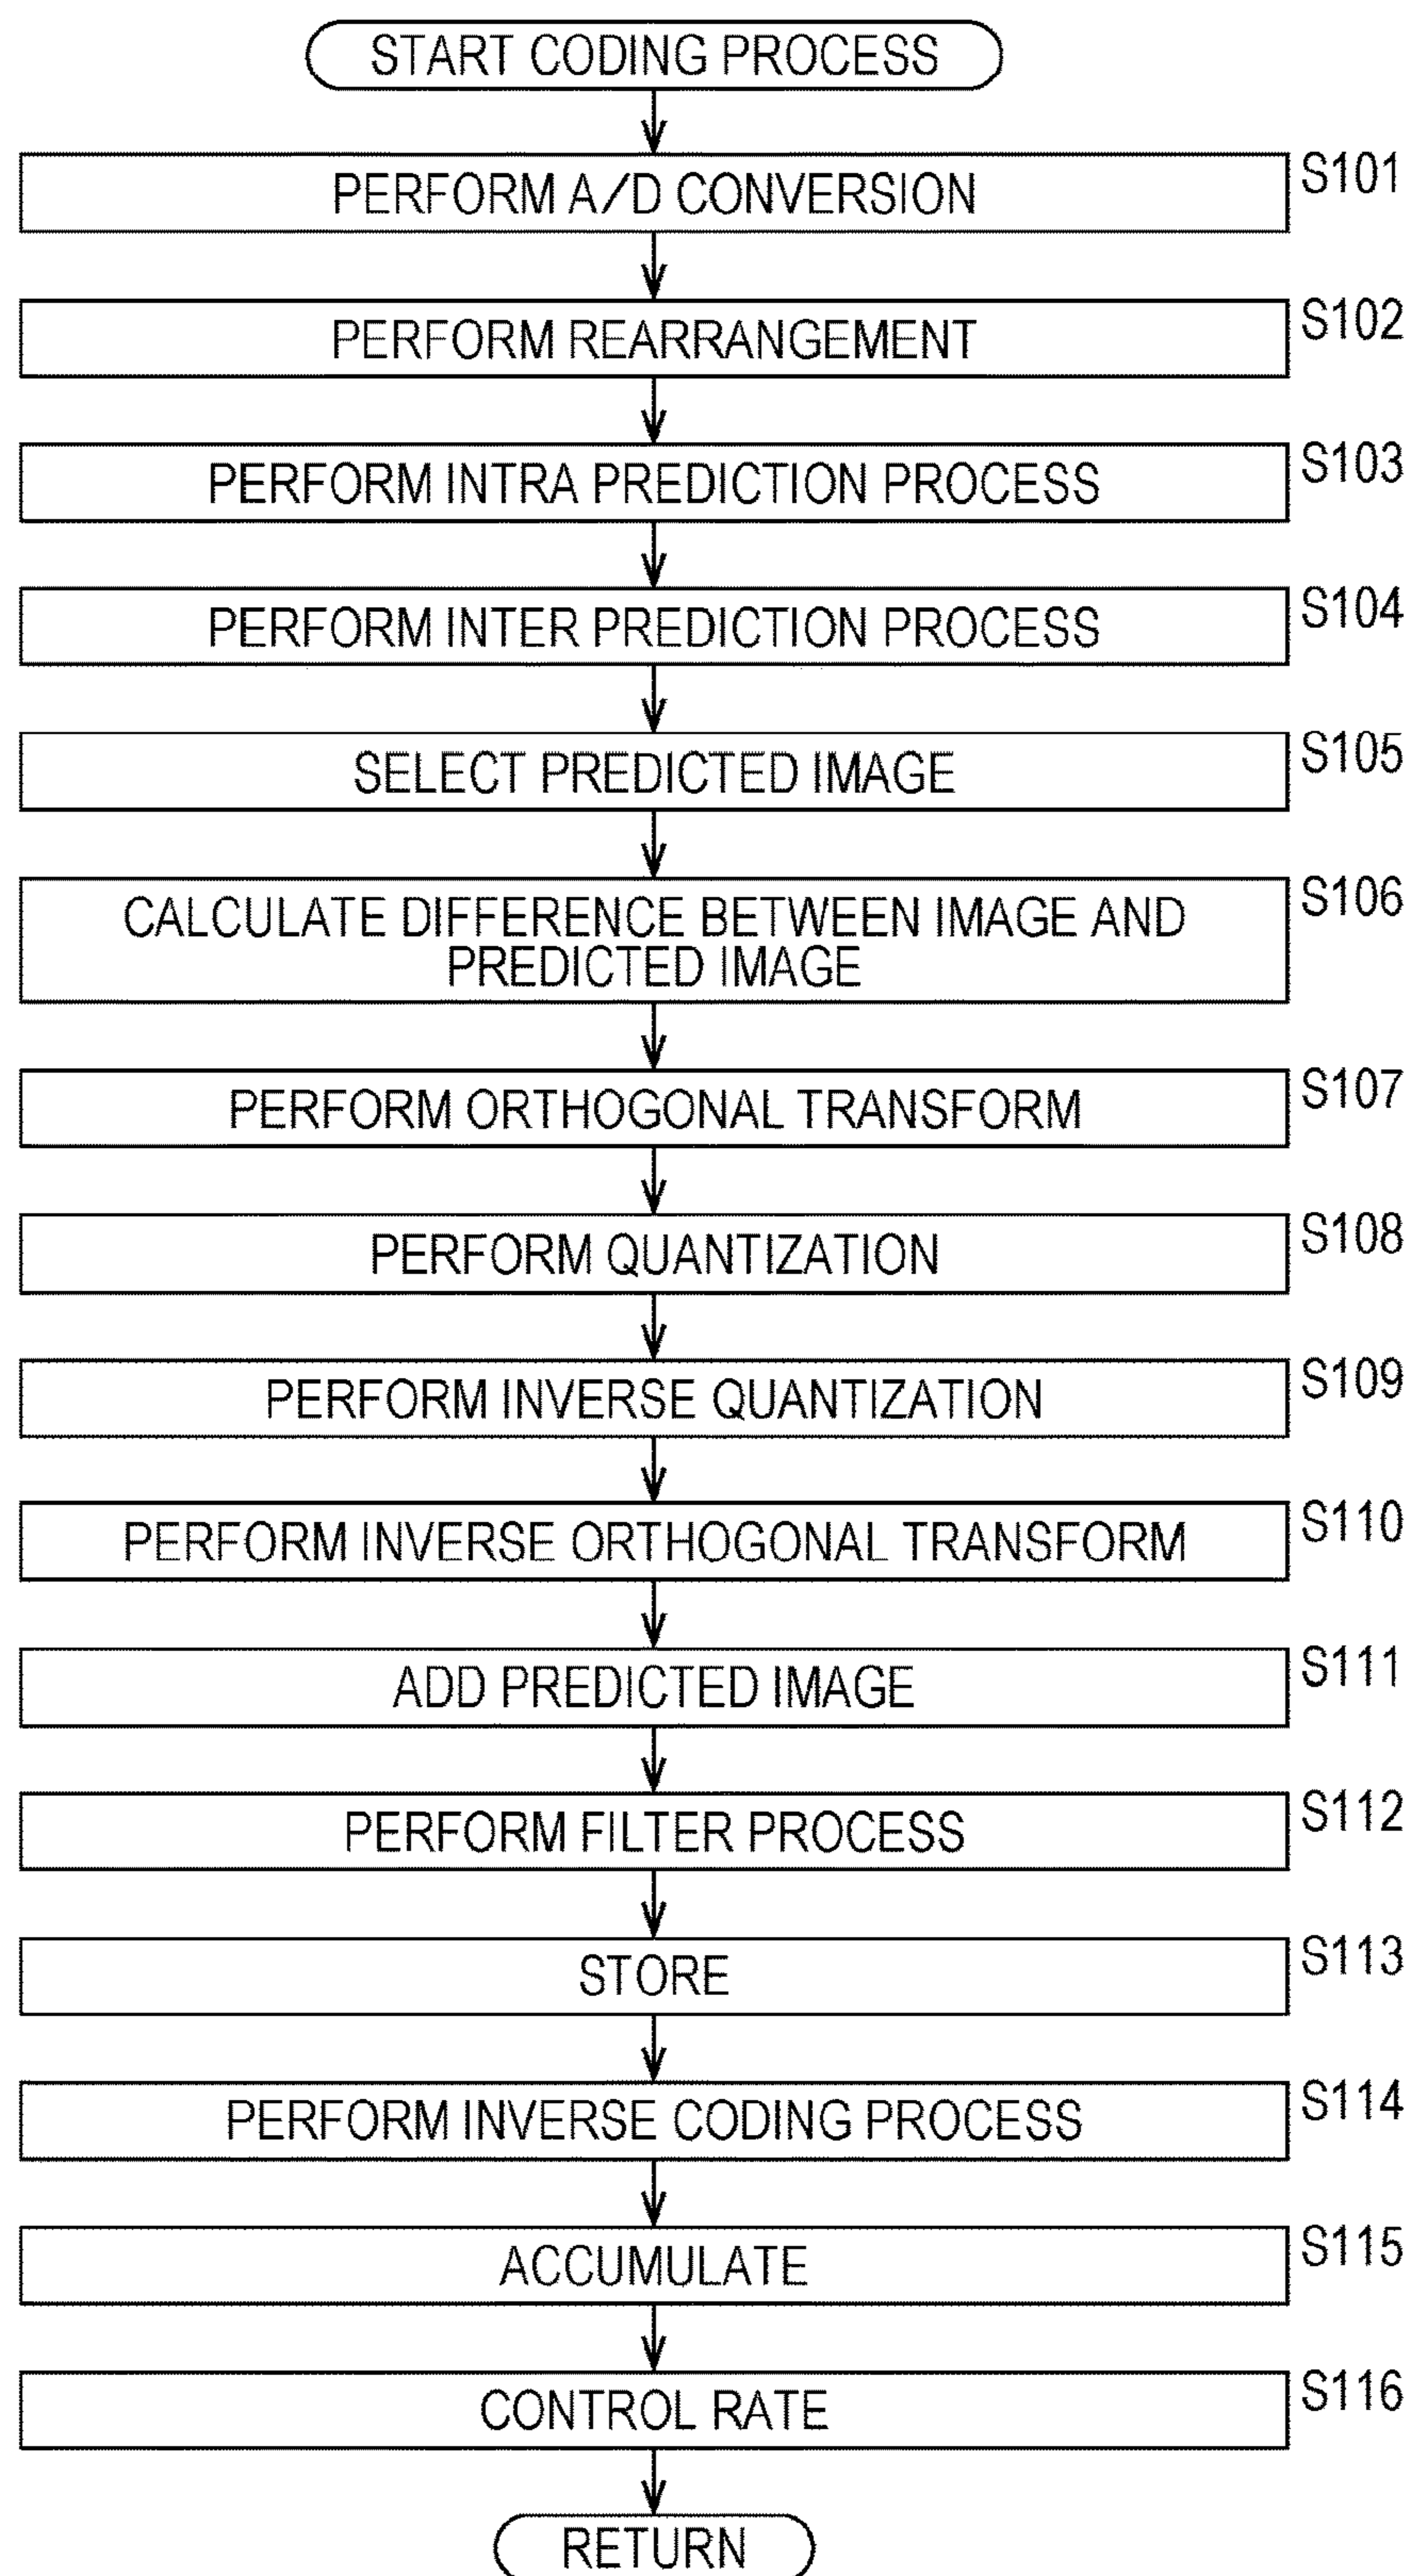 START CODING PROCESS
PERFORM A/D CONVERSION
S101
PERFORM REARRANGEMENT
S102
PERFORM INTRA PREDICTION PROCESS
S103
PERFORM INTER PREDICTION PROCESS
S104
SELECT PREDICTED IMAGE
S105
CALCULATE DIFFERENCE BETWEEN IMAGE AND
PREDICTED IMAGE
S106
PERFORM ORTHOGONAL TRANSFORM
S107
PERFORM QUANTIZATION
S108
PERFORM INVERSE QUANTIZATION
S109
PERFORM INVERSE ORTHOGONAL TRANSFORM
S110
ADD PREDICTED IMAGE
S111
PERFORM FILTER PROCESS
S112
STORE
S113
PERFORM INVERSE CODING PROCESS
S114
ACCUMULATE
S115
CONTROL RATE
S116
RETURN